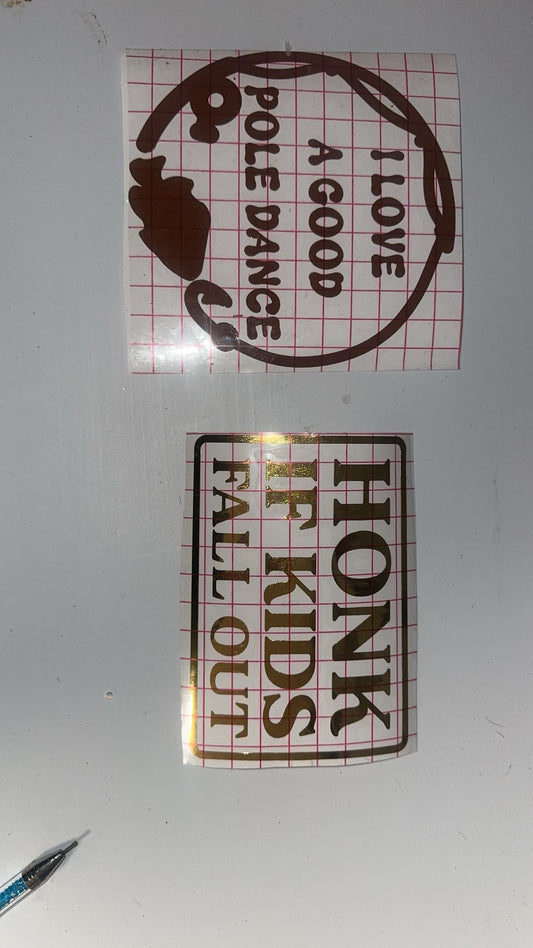 I LOVE
A GOOD
POLE DANCE
HONK
IF KIDS
FALL OUT